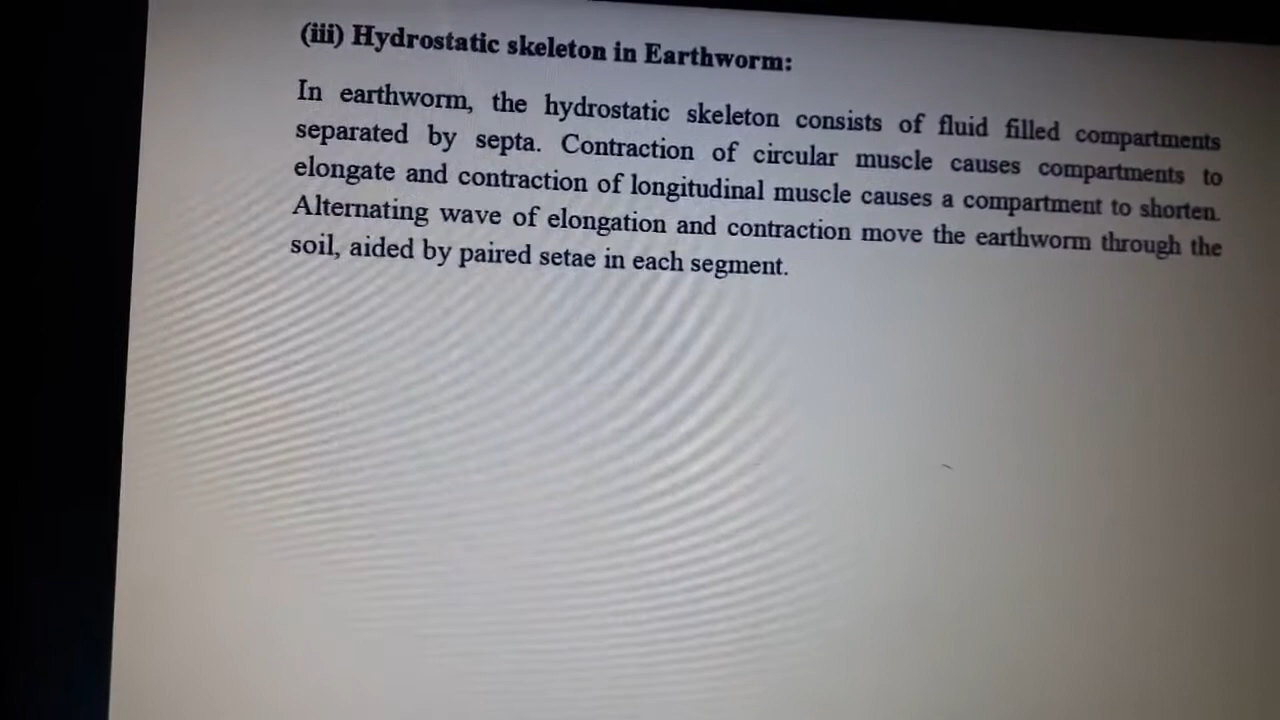 (iii) Hydrostatic skeleton in Earthworm:
In earthworm, the hydrostatic skeleton consists of fluid filled compartments
separated by septa. Contraction of circular muscle causes compartments to
elongate and contraction of longitudinal muscle causes a compartment to shorten.
Alternating wave of elongation and contraction move the earthworm through the
soil, aided by paired setae in each segment.